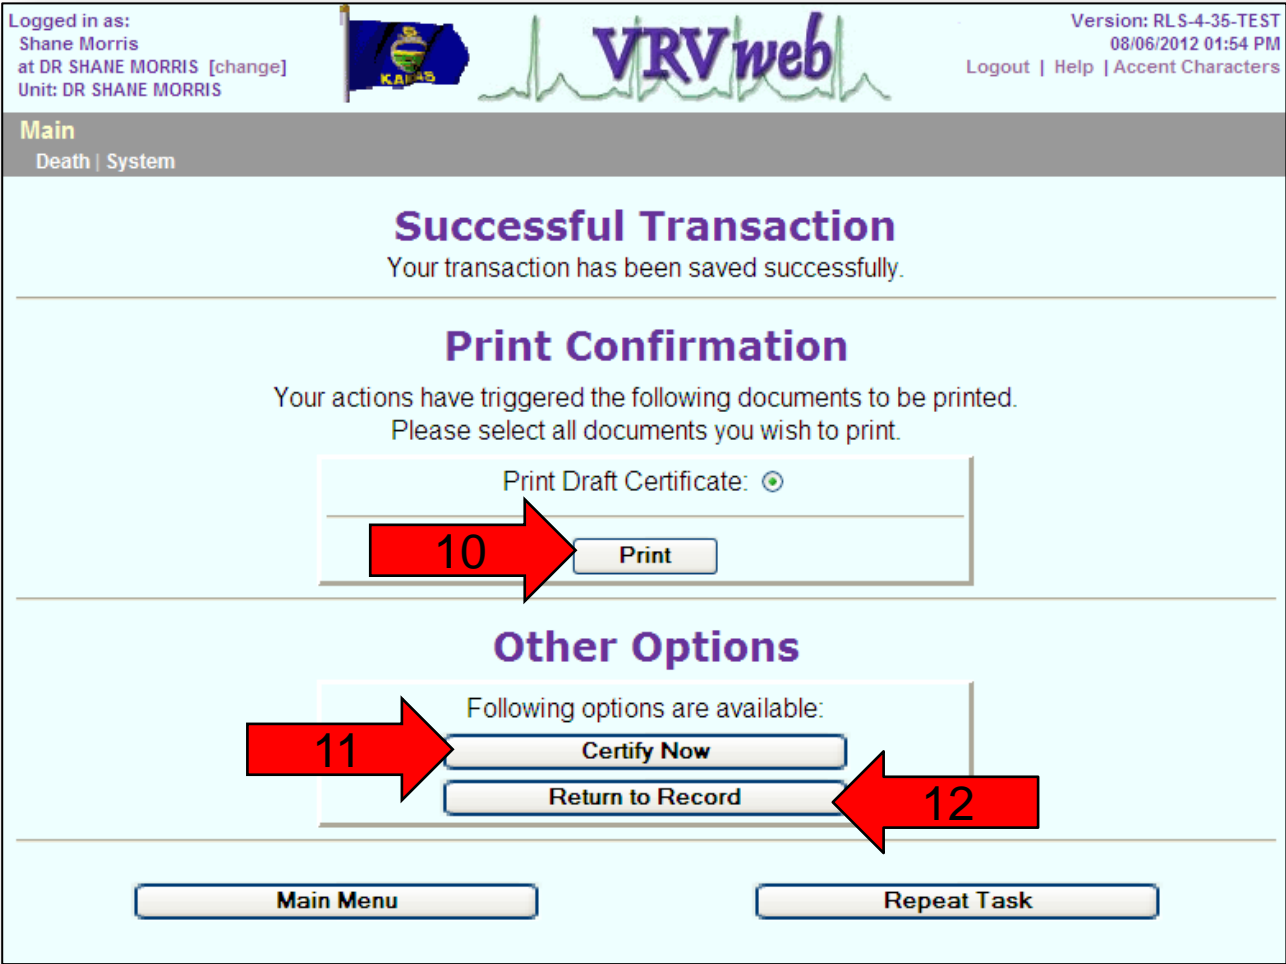 Logged in as:
Shane Morris
at DR SHANE MORRIS [change]
Unit: DR SHANE MORRIS
KANSAS
VRVweb
Version: RLS-4-35-TEST
08/06/2012 01:54 PM
Logout | Help | Accent Characters
Main
Death | System
Successful Transaction
Your transaction has been saved successfully.
Print Confirmation
Your actions have triggered the following documents to be printed.
Please select all documents you wish to print.
Print Draft Certificate:
10
Print
Other Options
Following options are available:
11
Certify Now
Return to Record
12
Main Menu
Repeat Task